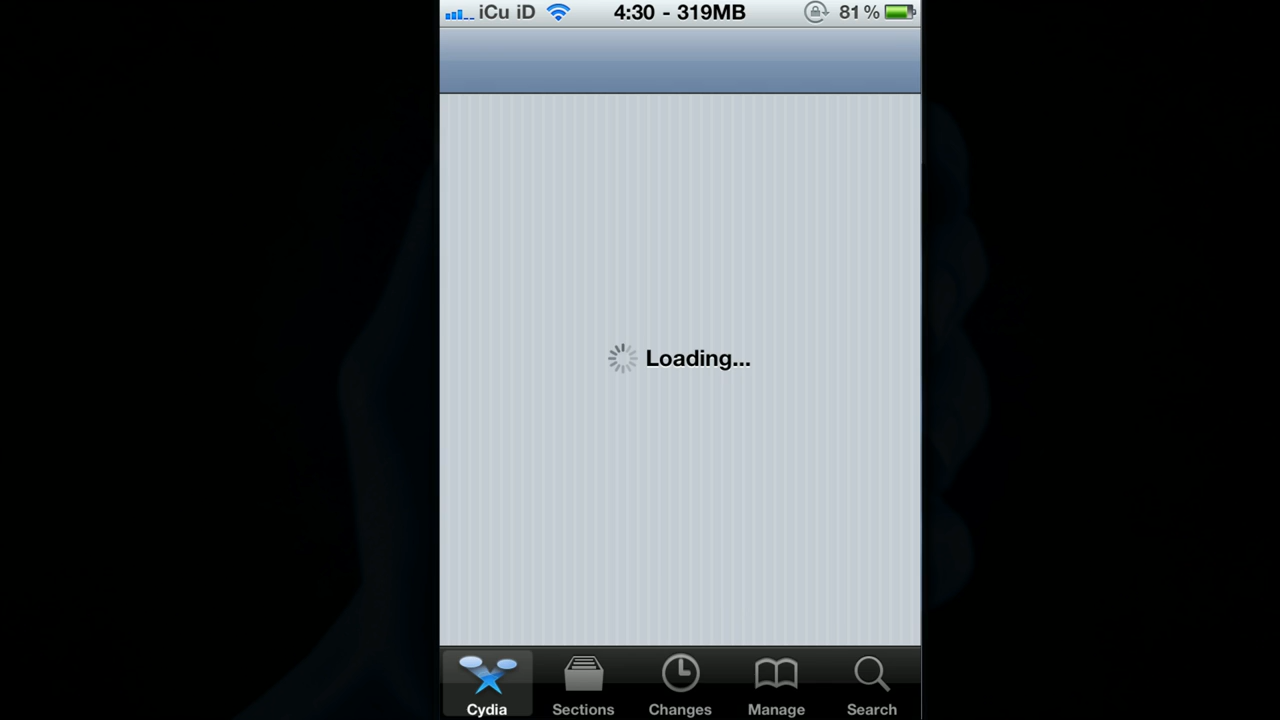 iCu iD 4:30 - 319MB 81%
Loading...
Cydia Sections Changes Manage Search